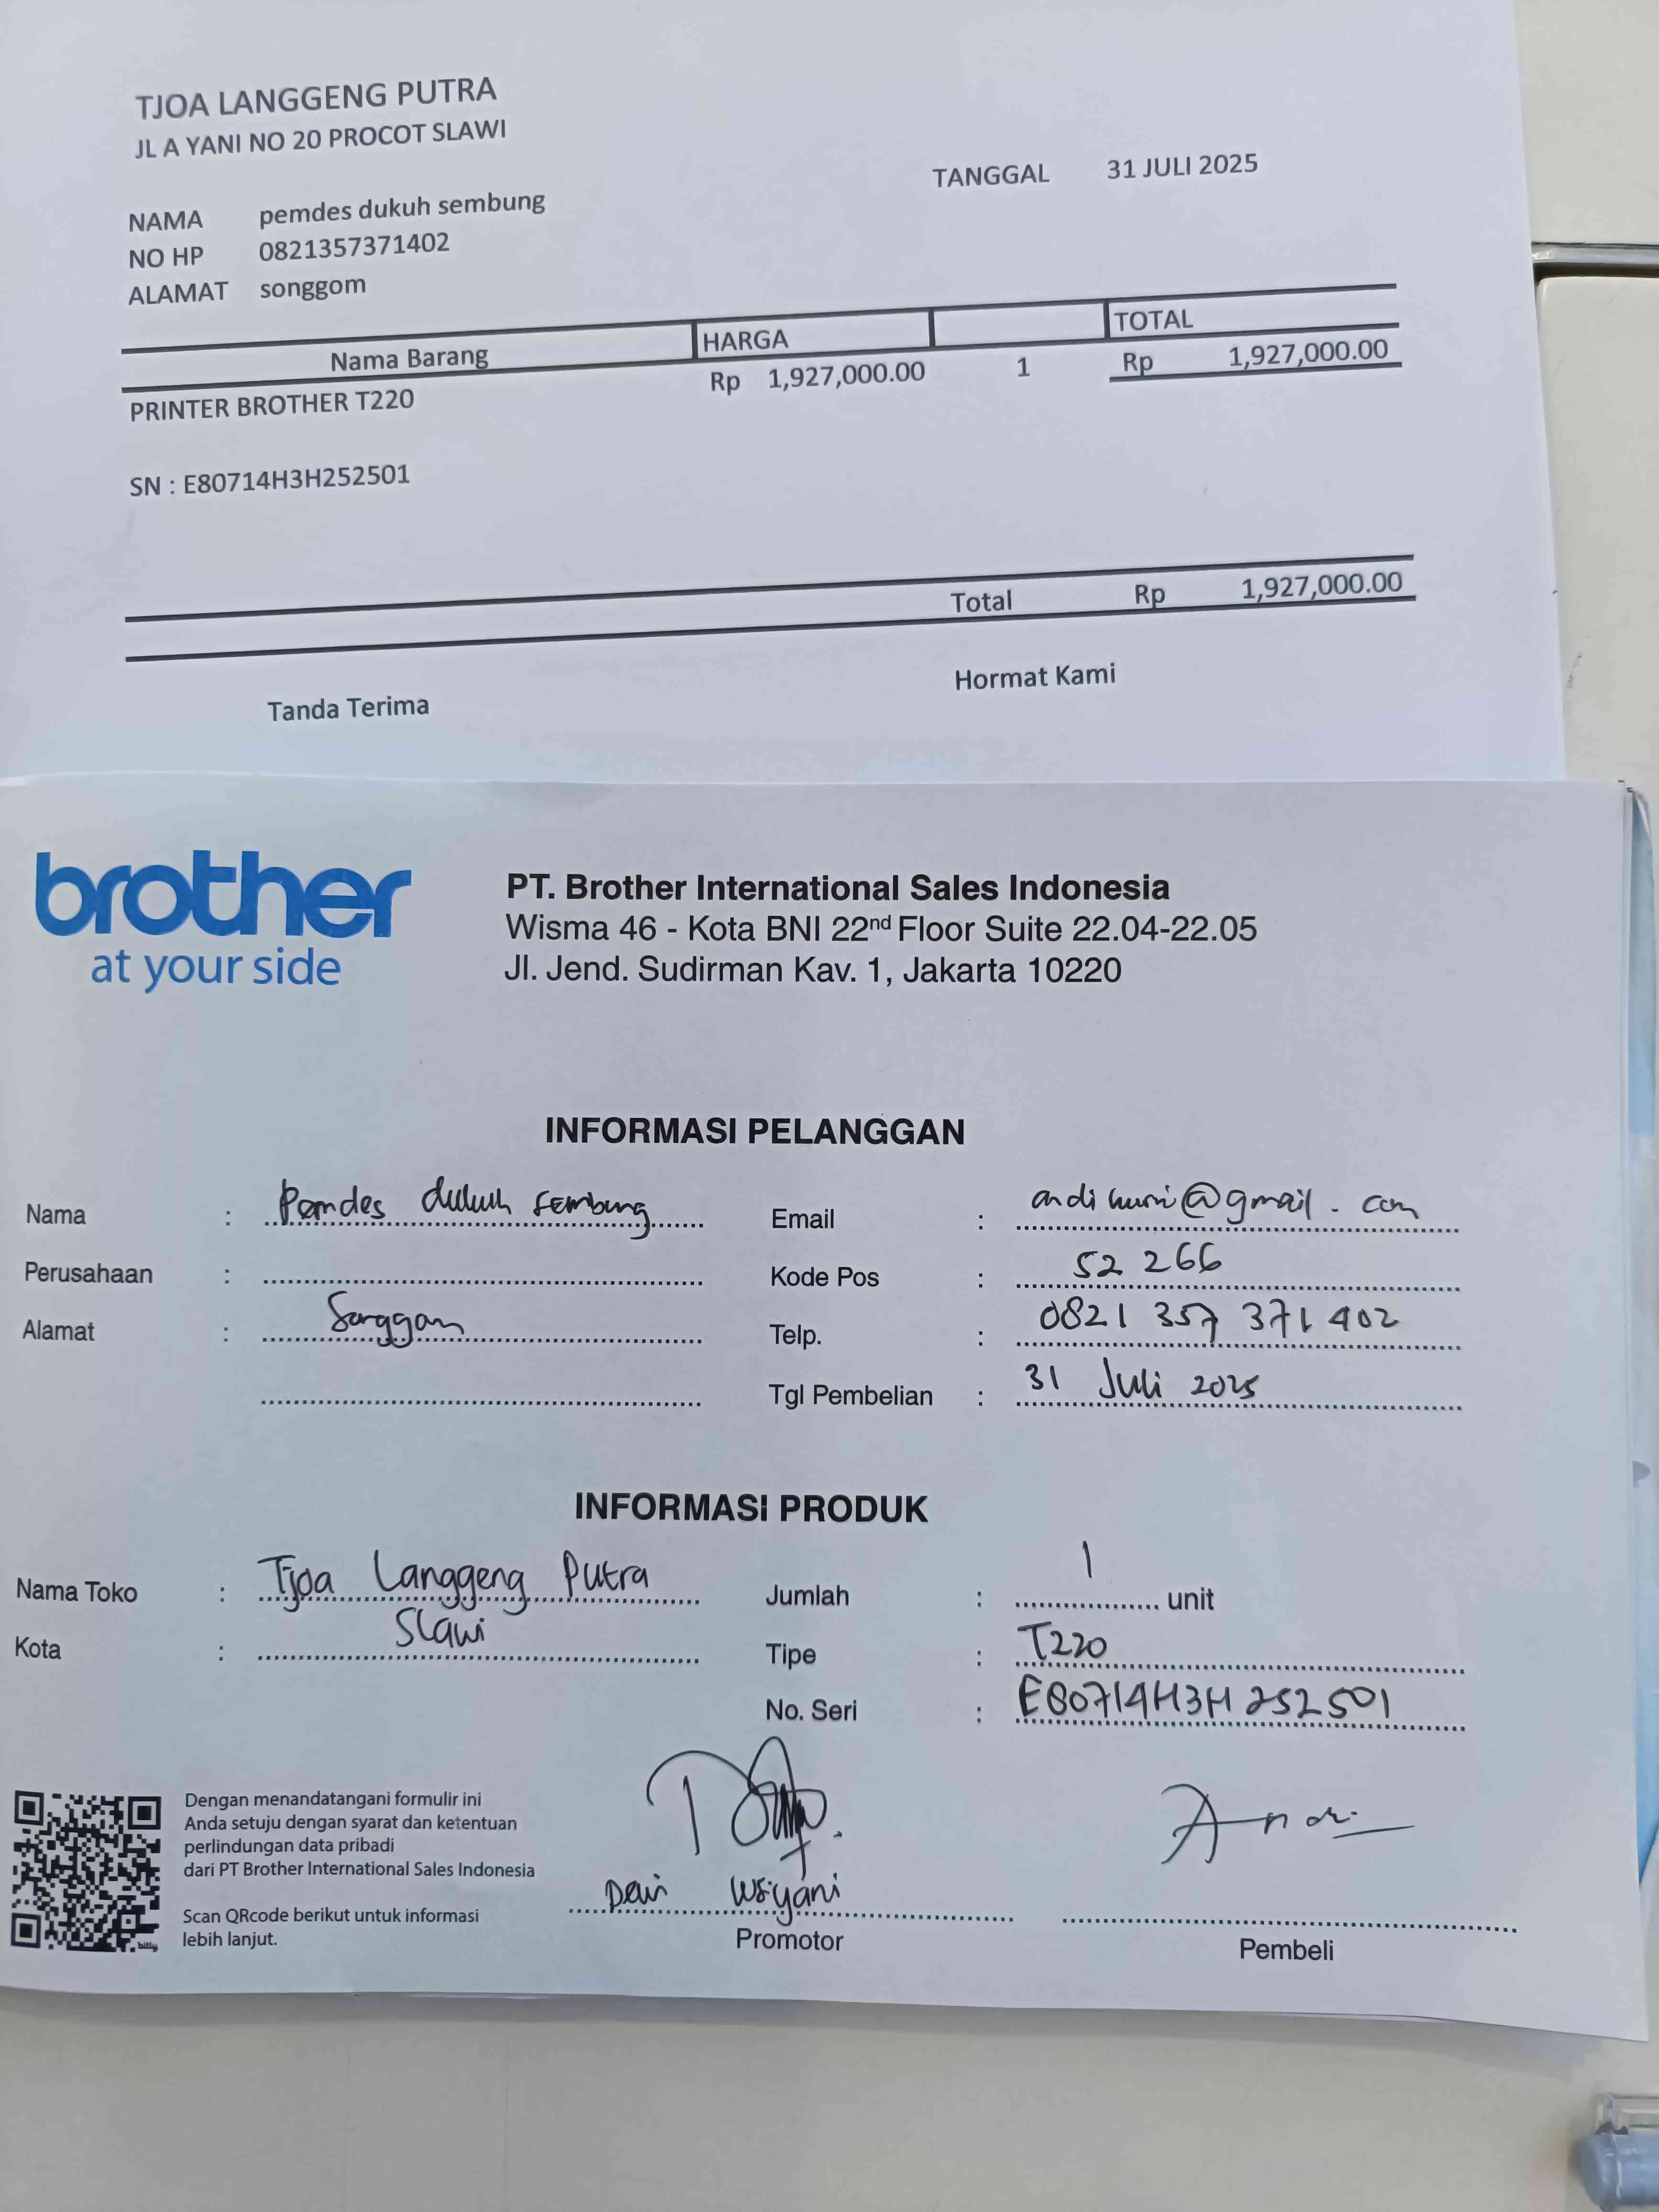 TJOA LANGGENG PUTRA
JL A YANI NO 20 PROCOT SLAWI
TANGGAL 31 JULI 2025
NAMA pemdes dukuh sembung
NO HP 0821357371402
ALAMAT songgom
Nama Barang HARGA TOTAL
PRINTER BROTHER T220 Rp 1,927,000.00 1 Rp 1,927,000.00
SN : E80714H3H252501
Total Rp 1,927,000.00
Tanda Terima Hormat Kami
brother
at your side
PT. Brother International Sales Indonesia
Wisma 46 - Kota BNI 22nd Floor Suite 22.04-22.05
Jl. Jend. Sudirman Kav. 1, Jakarta 10220
INFORMASI PELANGGAN
Nama : Pemdes dukuh sembung
Email : @gmail.com
Perusahaan :
Kode Pos : 52 266
Alamat : Songgom
Telp. : 0821 357 371 402
Tgl Pembelian : 31 Juli 2025
INFORMASI PRODUK
Nama Toko : Tjoa Langgeng Putra
Jumlah : 1 unit
Kota : Slawi
Tipe : T220
No. Seri : E80714H3H252501
Dengan menandatangani formulir ini
Anda setuju dengan syarat dan ketentuan
perlindungan data pribadi
dari PT Brother International Sales Indonesia
Scan QRcode berikut untuk informasi
lebih lanjut.
bitly
Dewi
Promotor
Andi
Pembeli